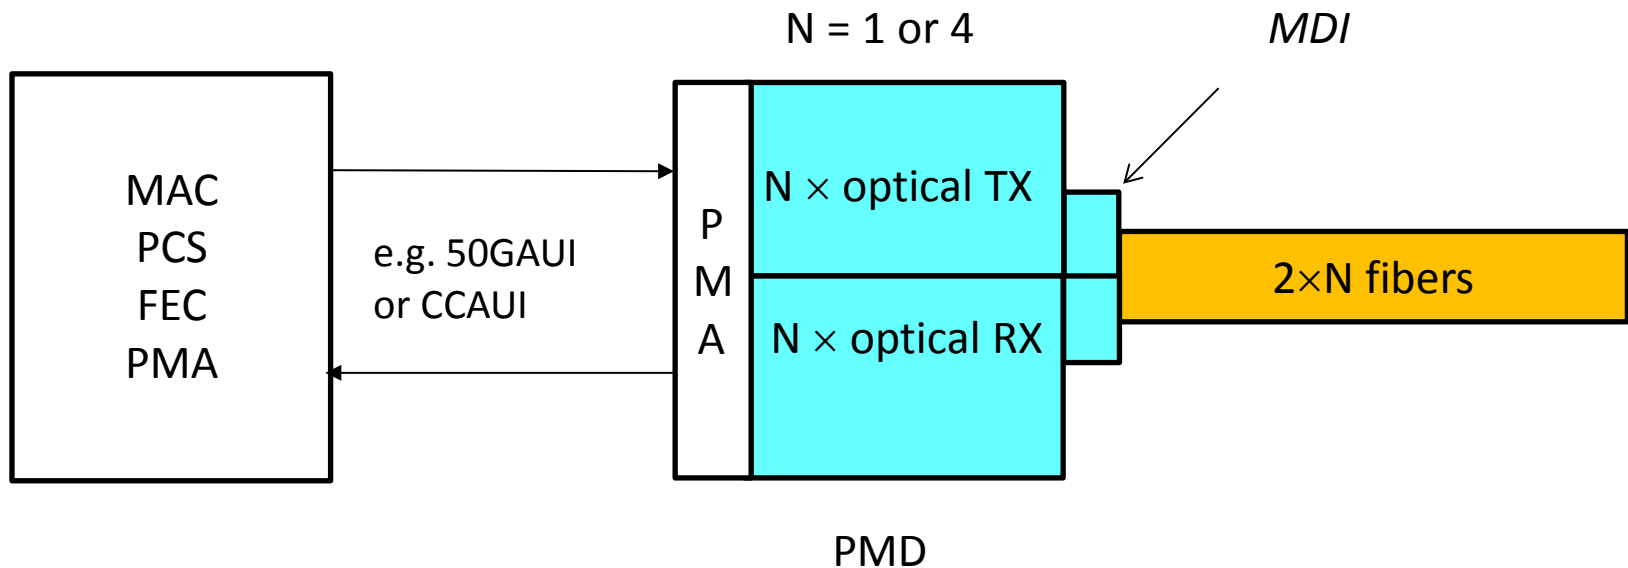 N = 1 or 4
MDI
MAC
PCS
FEC
PMA
e.g. 50GAUI
or CCAUI
P
M
A
N × optical TX
N × optical RX
2×N fibers
PMD